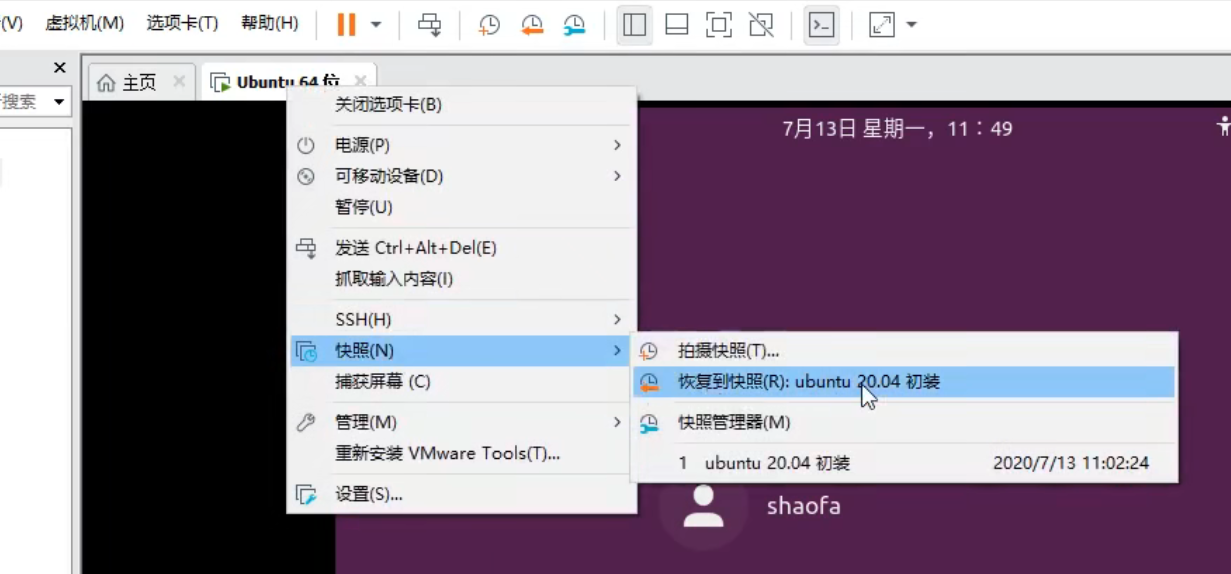 (V) 虚拟机(M) 选项卡(T) 帮助(H)
搜索
主页 Ubuntu 64 位
7月13日 星期一，11：49
关闭选项卡(B)
电源(P)
可移动设备(D)
暂停(U)
发送 Ctrl+Alt+Del(E)
抓取输入内容(I)
SSH(H)
快照(N)
捕获屏幕 (C)
管理(M)
重新安装 VMware Tools(T)...
设置(S)...
拍摄快照(T)...
恢复到快照(R): ubuntu 20.04 初装
快照管理器(M)
1 ubuntu 20.04 初装 2020/7/13 11:02:24
shaofa